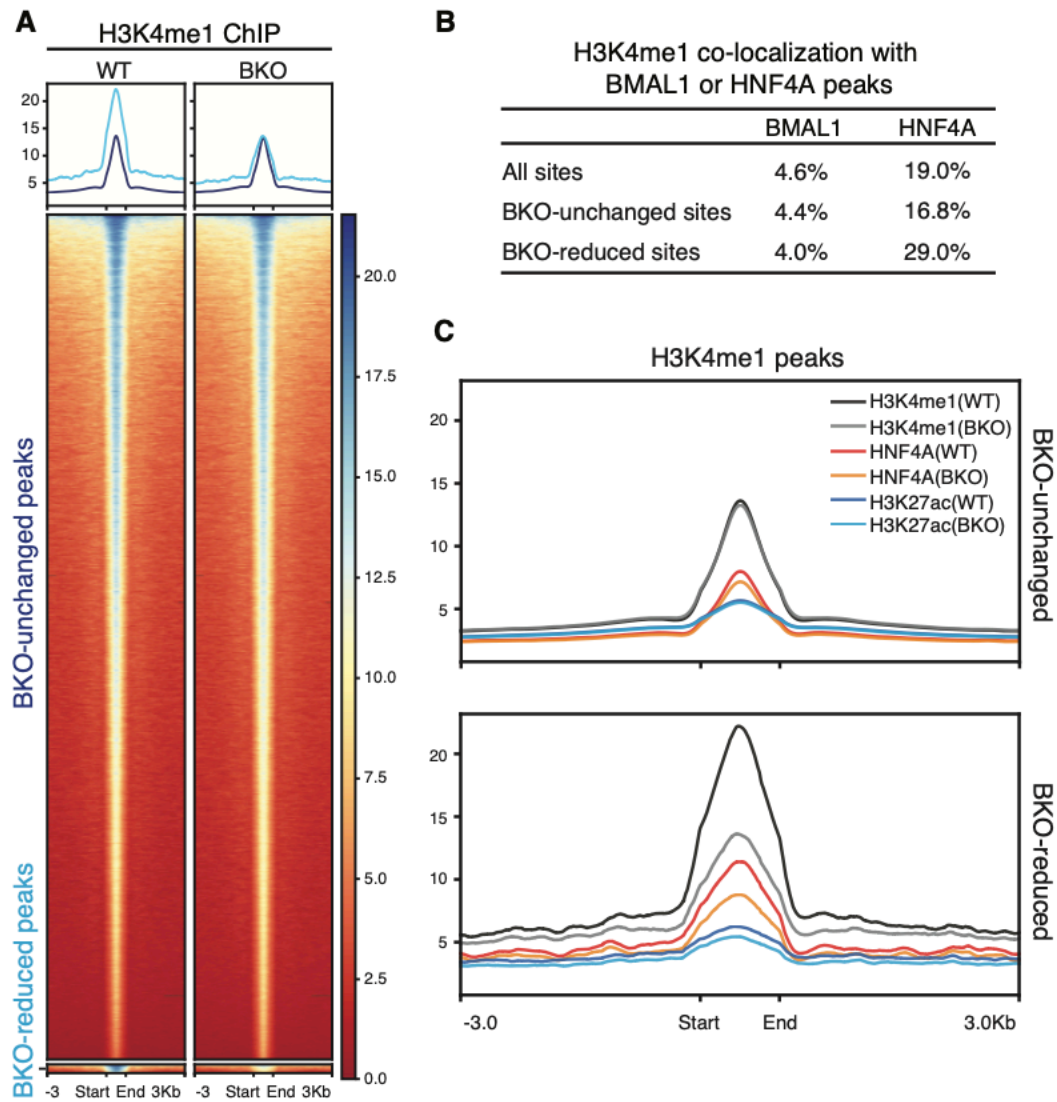 A
H3K4me1 ChIP
WT BKO
20
15
10
5
BKO-unchanged peaks
BKO-reduced peaks
20.0
17.5
15.0
12.5
10.0
7.5
5.0
2.5
0.0
-3 Start End 3Kb -3 Start End 3Kb
B
H3K4me1 co-localization with
BMAL1 or HNF4A peaks
BMAL1 HNF4A
All sites 4.6% 19.0%
BKO-unchanged sites 4.4% 16.8%
BKO-reduced sites 4.0% 29.0%
C
H3K4me1 peaks
20
15
10
5
H3K4me1(WT)
H3K4me1(BKO)
HNF4A(WT)
HNF4A(BKO)
H3K27ac(WT)
H3K27ac(BKO)
BKO-unchanged
20
15
10
5
BKO-reduced
-3.0 Start End 3.0Kb